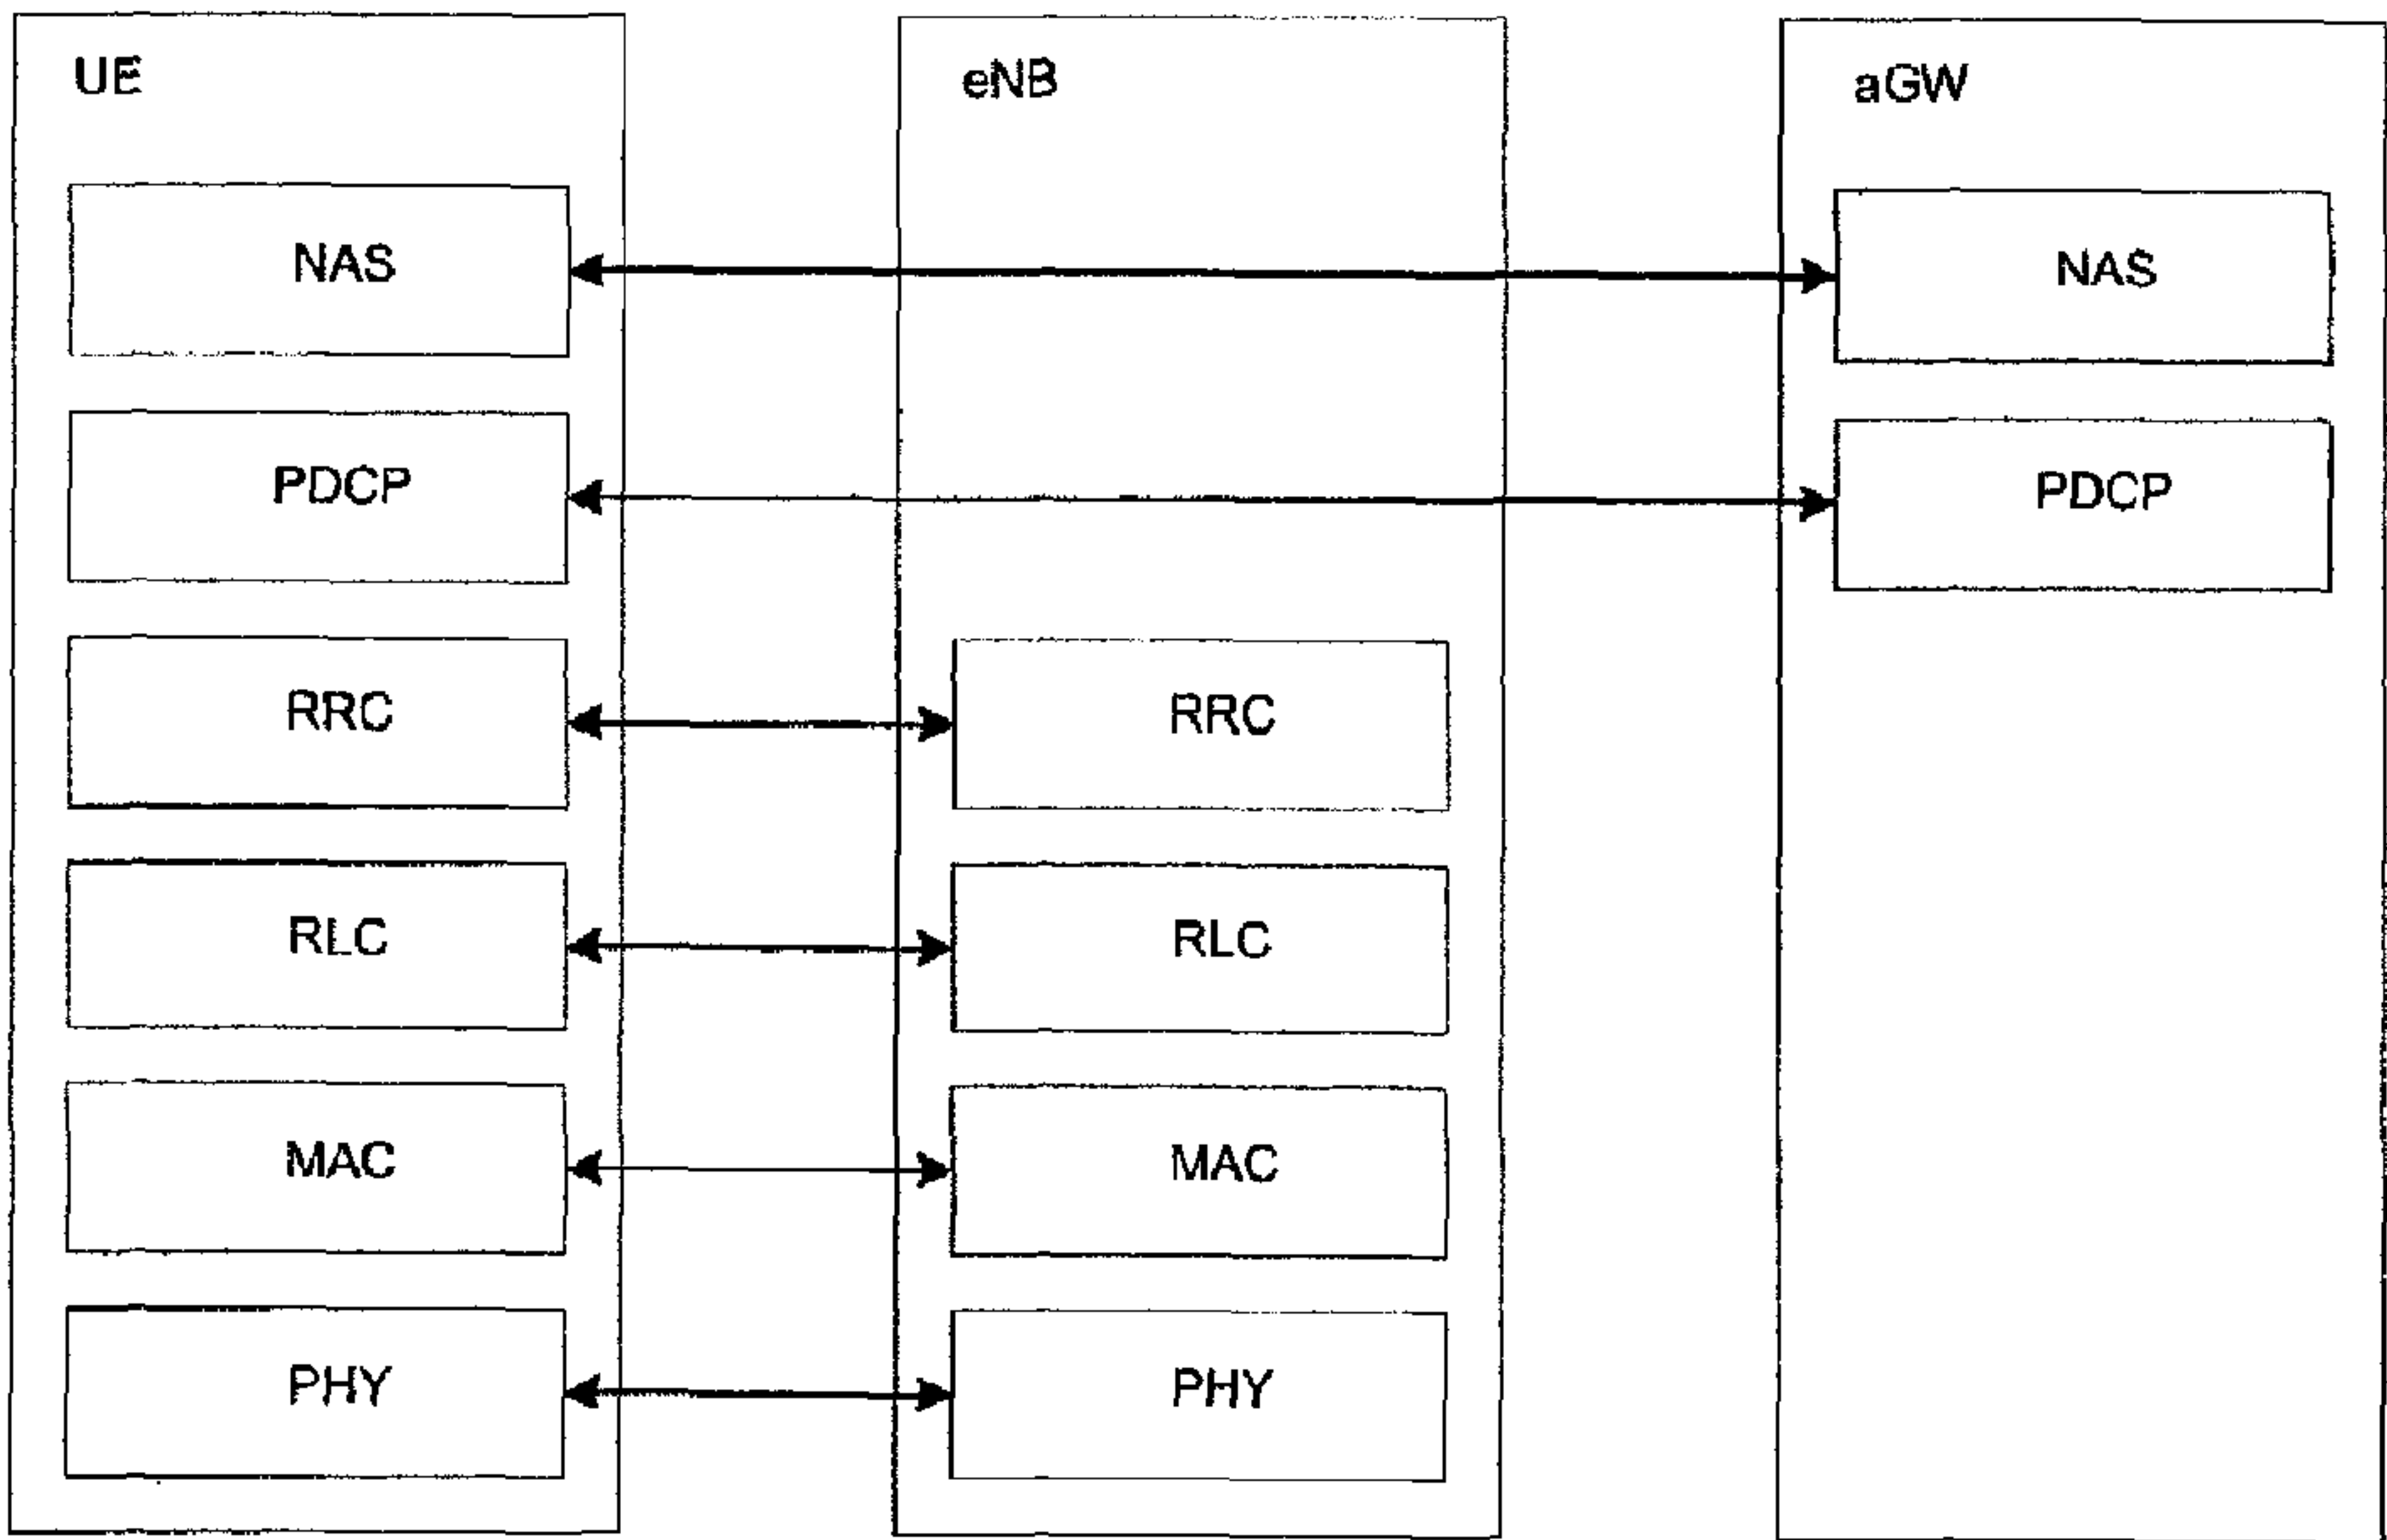 UE
eNB
aGW
NAS
NAS
PDCP
PDCP
RRC
RRC
RLC
RLC
MAC
MAC
PHY
PHY